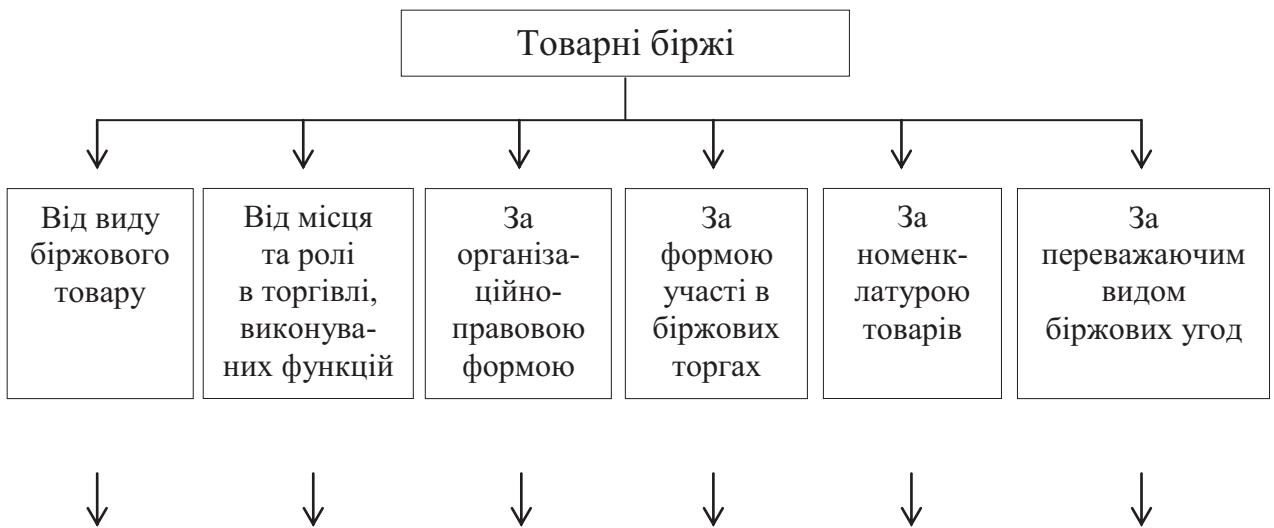 Товарні біржі
Від виду
біржового
товару
Від місця
та ролі
в торгівлі,
виконува-
них функцій
За
організа-
ційно-
правовою
формою
За
формою
участі в
біржових
торгах
За
номенк-
латурою
товарів
За
переважаючим
видом
біржових угод